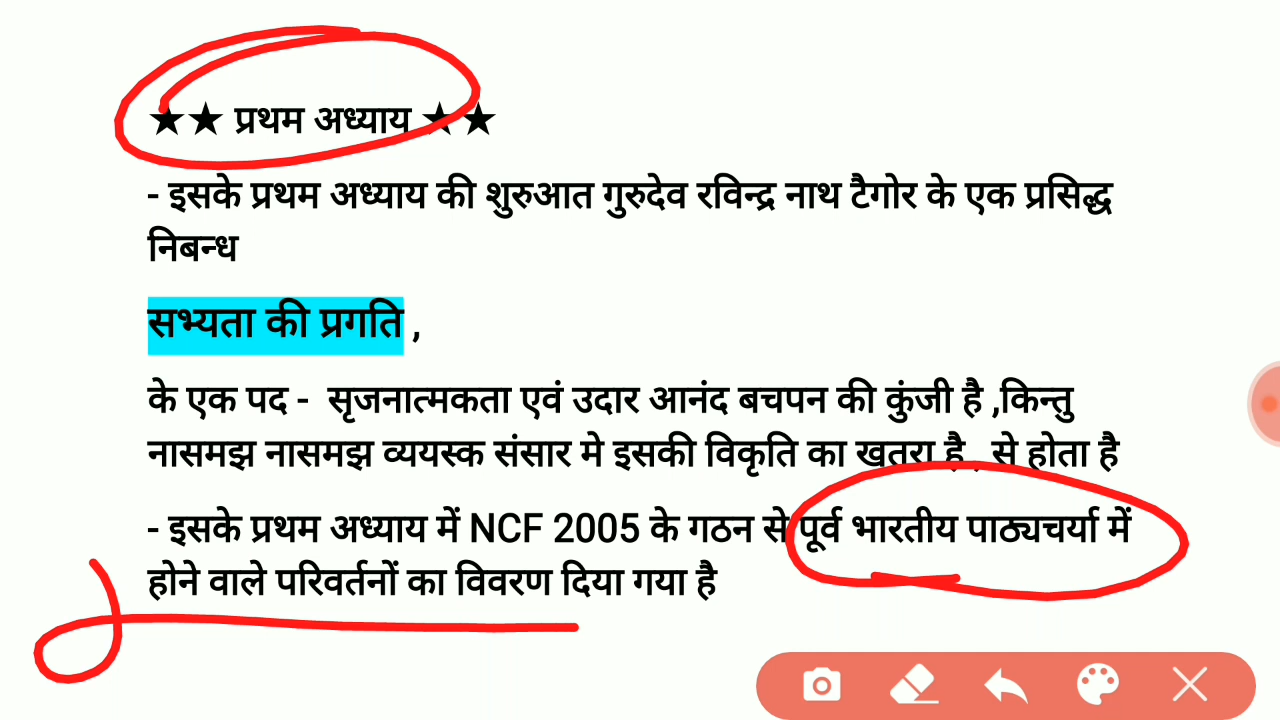 ★★ प्रथम अध्याय ★★
- इसके प्रथम अध्याय की शुरुआत गुरुदेव रविन्द्र नाथ टैगोर के एक प्रसिद्ध
निबन्ध
सभ्यता की प्रगति ,
के एक पद - सृजनात्मकता एवं उदार आनंद बचपन की कुंजी है ,किन्तु
नासमझ नासमझ व्ययस्क संसार मे इसकी विकृति का खतरा है , से होता है
- इसके प्रथम अध्याय में NCF 2005 के गठन से पूर्व भारतीय पाठ्यचर्या में
होने वाले परिवर्तनों का विवरण दिया गया है